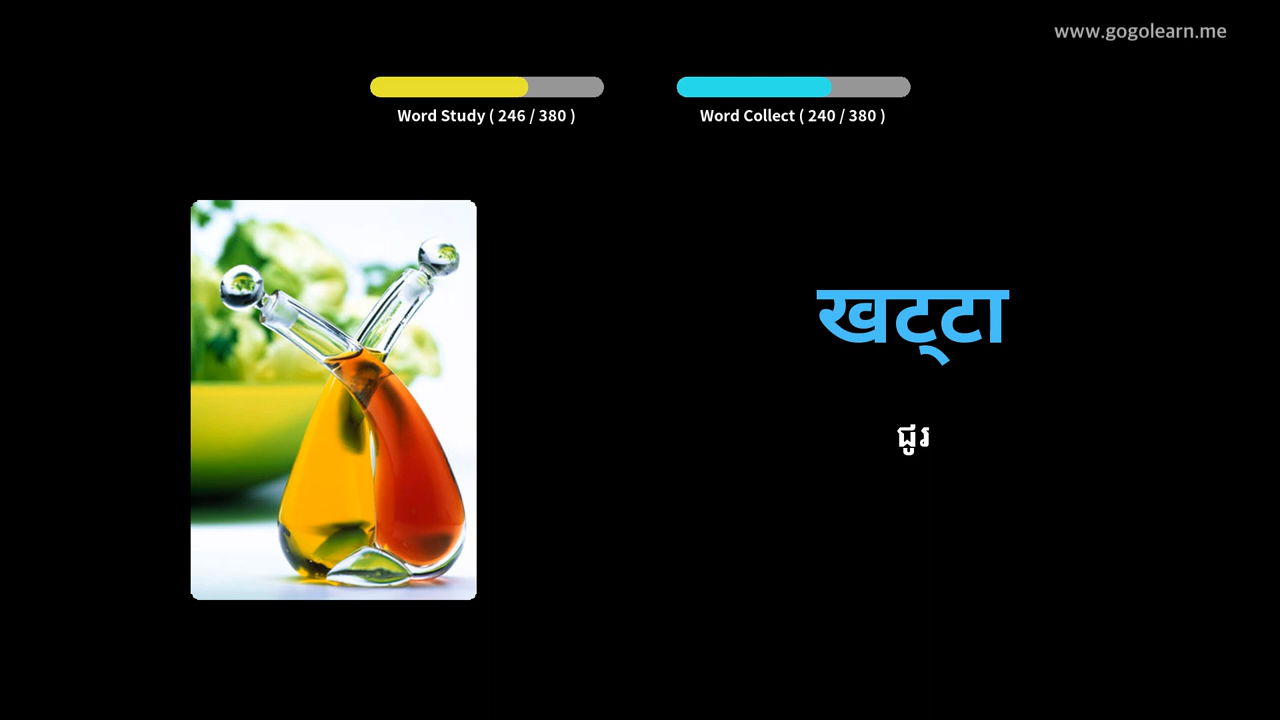 www.gogolearn.me
Word Study ( 246 / 380 )
Word Collect ( 240 / 380 )
खट्टा
ជូរ